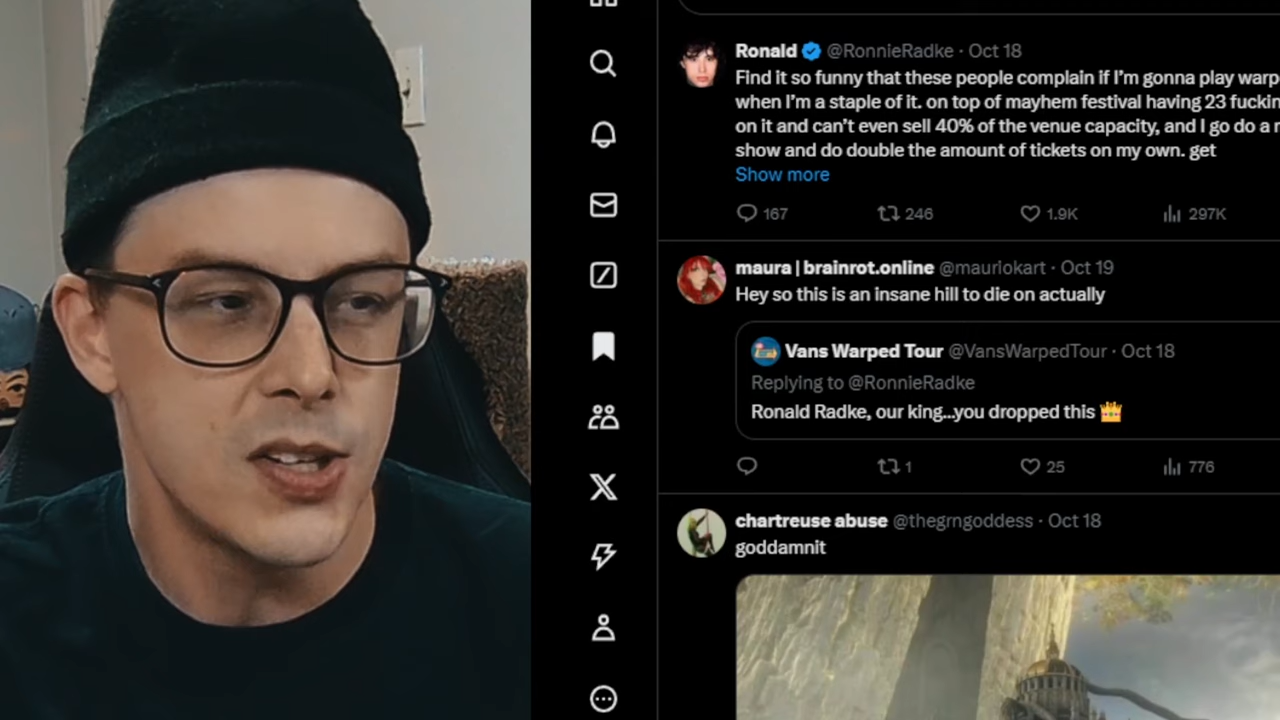 Ronald @RonnieRadke · Oct 18
Find it so funny that these people complain if I'm gonna play warp
when I'm a staple of it. on top of mayhem festival having 23 fuckin
on it and can't even sell 40% of the venue capacity, and I go do a
show and do double the amount of tickets on my own. get
Show more
167 246 1.9K 297K
maura | brainrot.online @mauriokart · Oct 19
Hey so this is an insane hill to die on actually
Vans Warped Tour @VansWarpedTour · Oct 18
Replying to @RonnieRadke
Ronald Radke, our king...you dropped this 👑
1 25 776
chartreuse abuse @thegrngoddess · Oct 18
goddamnit